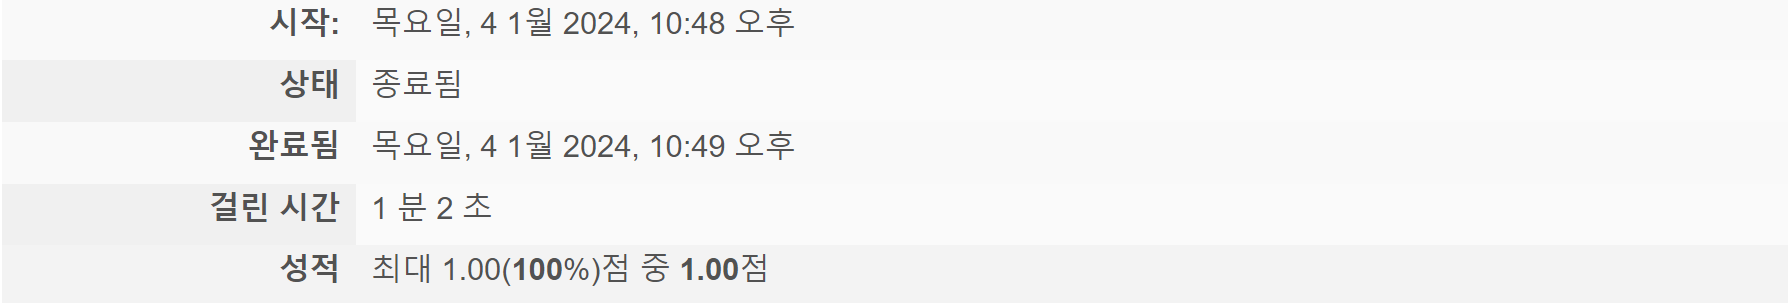 시작: 목요일, 4 1월 2024, 10:48 오후
상태 종료됨
완료됨 목요일, 4 1월 2024, 10:49 오후
걸린 시간 1 분 2 초
성적 최대 1.00(100%)점 중 1.00점